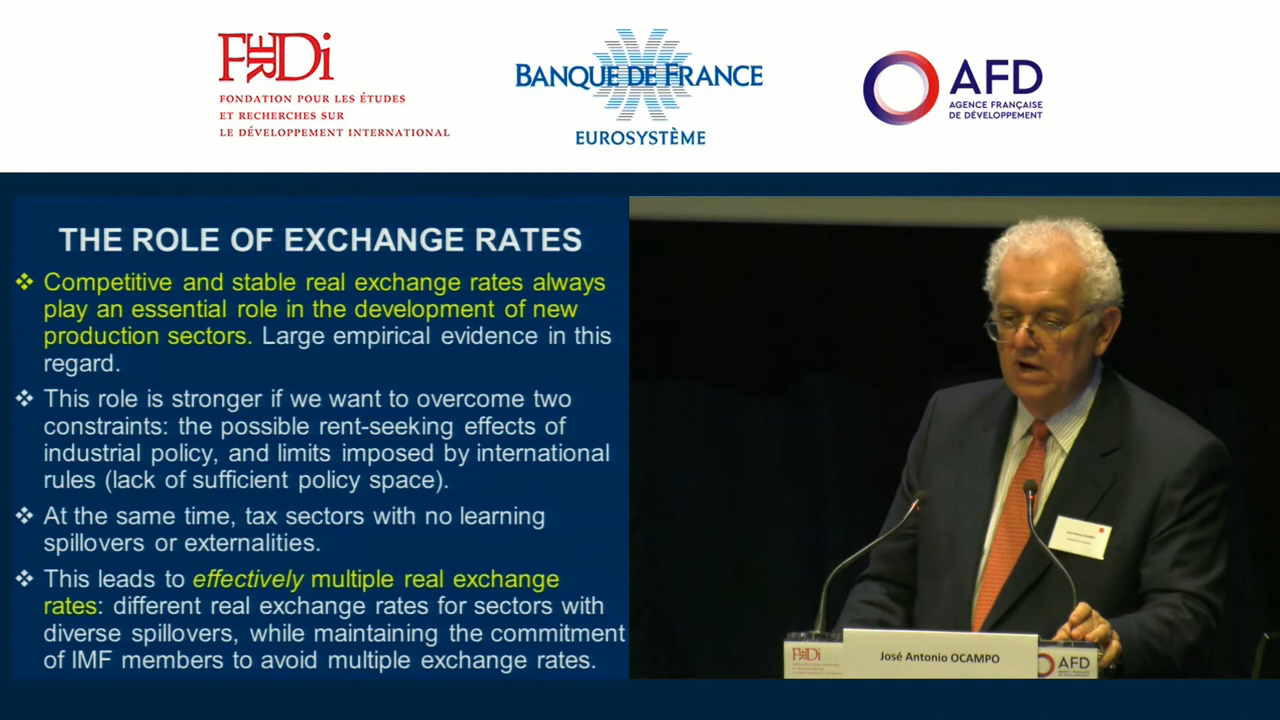 FERDi
FONDATION POUR LES ÉTUDES
ET RECHERCHES SUR
LE DÉVELOPPEMENT INTERNATIONAL
BANQUE DE FRANCE
EUROSYSTÈME
AFD
AGENCE FRANÇAISE
DE DÉVELOPPEMENT
THE ROLE OF EXCHANGE RATES
❖ Competitive and stable real exchange rates always
play an essential role in the development of new
production sectors. Large empirical evidence in this
regard.
❖ This role is stronger if we want to overcome two
constraints: the possible rent-seeking effects of
industrial policy, and limits imposed by international
rules (lack of sufficient policy space).
❖ At the same time, tax sectors with no learning
spillovers or externalities.
❖ This leads to effectively multiple real exchange
rates: different real exchange rates for sectors with
diverse spillovers, while maintaining the commitment
of IMF members to avoid multiple exchange rates.
José Antonio OCAMPO
FERDi
AFD